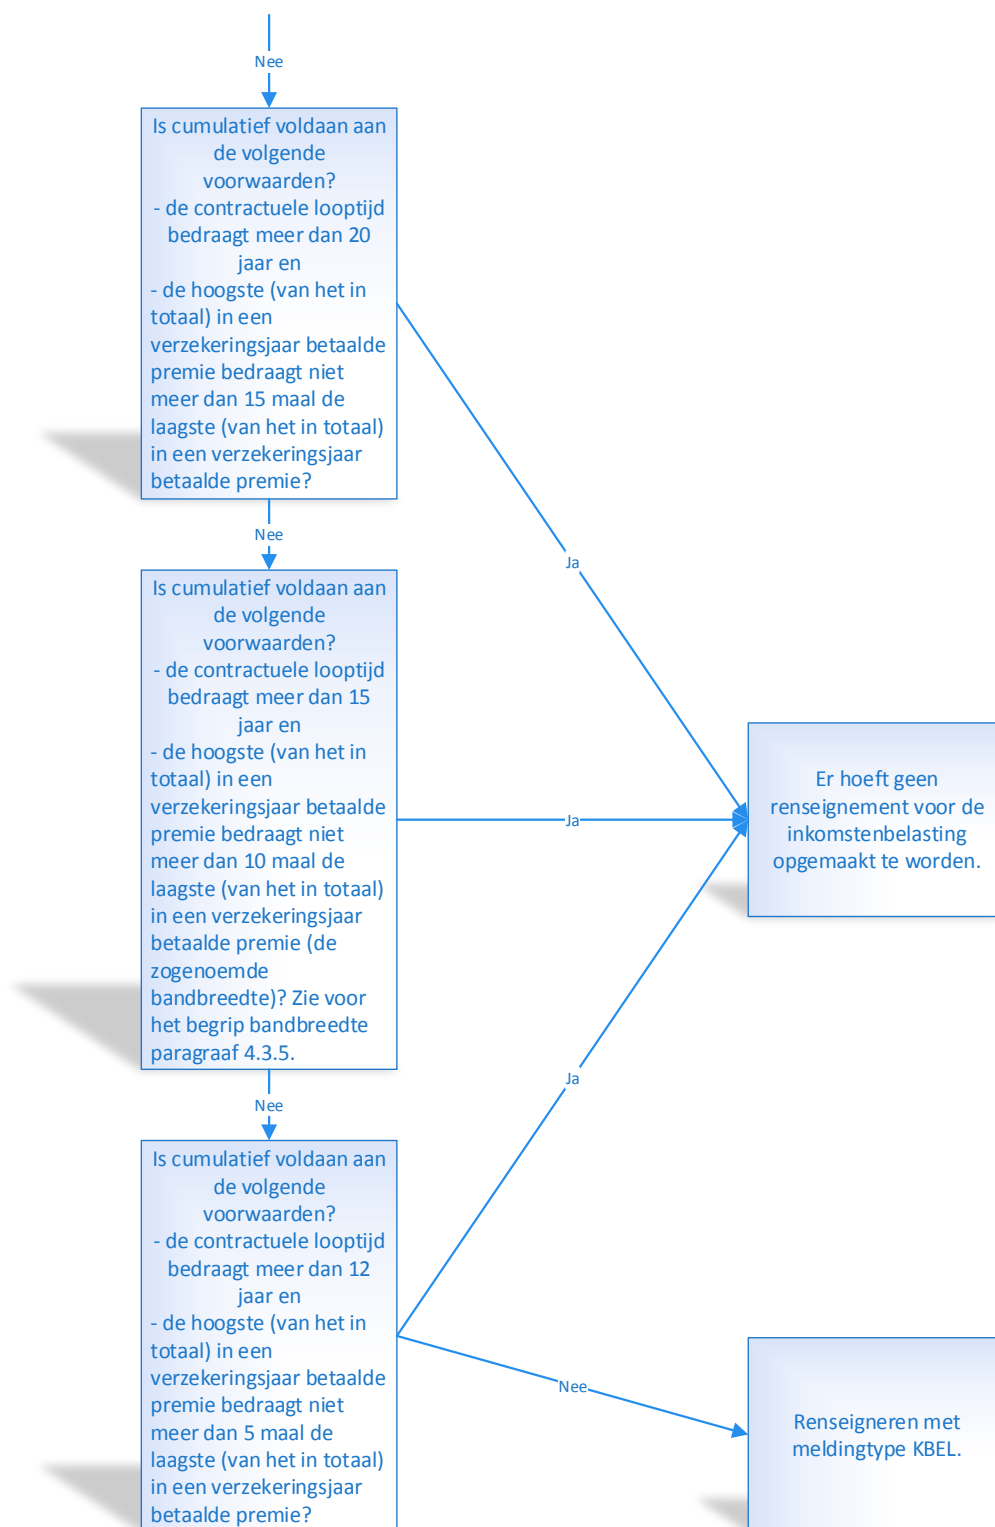 Nee
Is cumulatief voldaan aan
de volgende
voorwaarden?
- de contractuele looptijd
bedraagt meer dan 20
jaar en
- de hoogste (van het in
totaal) in een
verzekeringsjaar betaalde
premie bedraagt niet
meer dan 15 maal de
laagste (van het in totaal)
in een verzekeringsjaar
betaalde premie?
Ja
Nee
Is cumulatief voldaan aan
de volgende
voorwaarden?
- de contractuele looptijd
bedraagt meer dan 15
jaar en
- de hoogste (van het in
totaal) in een
verzekeringsjaar betaalde
premie bedraagt niet
meer dan 10 maal de
laagste (van het in totaal)
in een verzekeringsjaar
betaalde premie (de
zogenoemde
bandbreedte)? Zie voor
het begrip bandbreedte
paragraaf 4.3.5.
Ja
Er hoeft geen
renseignement voor de
inkomstenbelasting
opgemaakt te worden.
Nee
Is cumulatief voldaan aan
de volgende
voorwaarden?
- de contractuele looptijd
bedraagt meer dan 12
jaar en
- de hoogste (van het in
totaal) in een
verzekeringsjaar betaalde
premie bedraagt niet
meer dan 5 maal de
laagste (van het in totaal)
in een verzekeringsjaar
betaalde premie?
Ja
Nee
Renseigneren met
meldingtype KBEL.